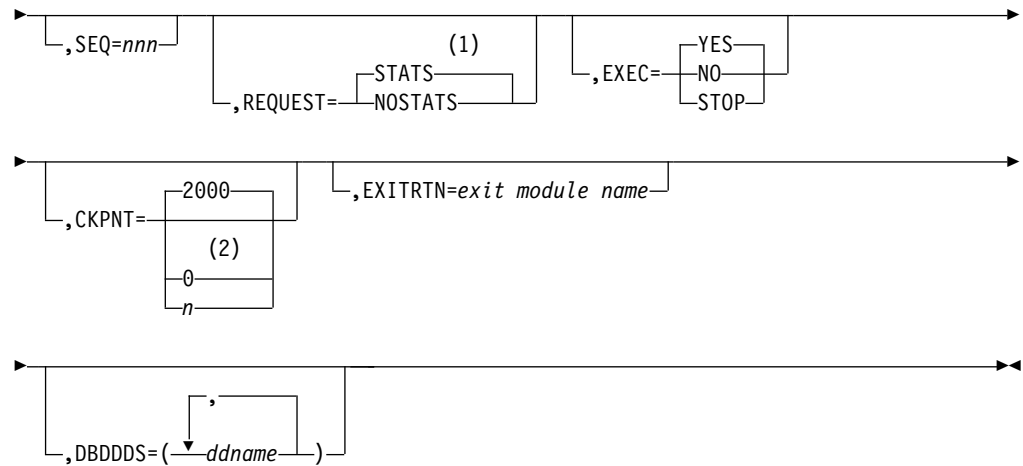 ,SEQ=nnn
(1)
,REQUEST=
STATS
NOSTATS
,EXEC=
YES
NO
STOP
,CKPNT=
2000
(2)
0
n
,EXITRTN=exit module name
,
,DBDDDS=( ddname )